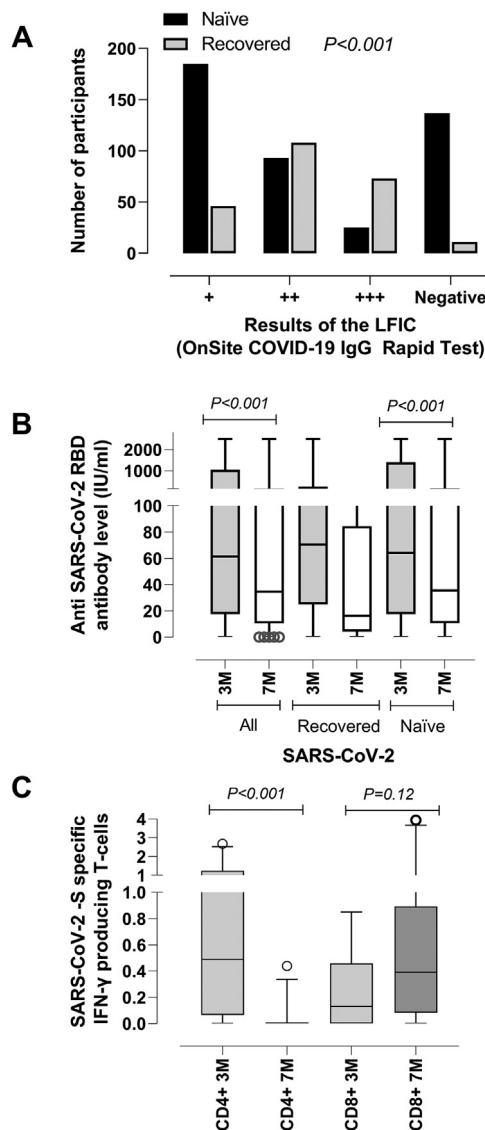 A
Naïve
Recovered
P<0.001
Number of participants
200
150
100
50
0
+
++
+++
Negative
Results of the LFIC
(OnSite COVID-19 IgG Rapid Test)
B
P<0.001
P<0.001
Anti SARS-CoV-2 RBD
antibody level (IU/ml)
2000
1000
100
80
60
40
20
0
3M
7M
3M
7M
3M
7M
All
Recovered
Naïve
SARS-CoV-2
C
P<0.001
P=0.12
SARS-CoV-2 -S specific
IFN-γ producing T-cells
4
3
2
1
1.0
0.8
0.6
0.4
0.2
0.0
CD4+ 3M
CD4+ 7M
CD8+ 3M
CD8+ 7M